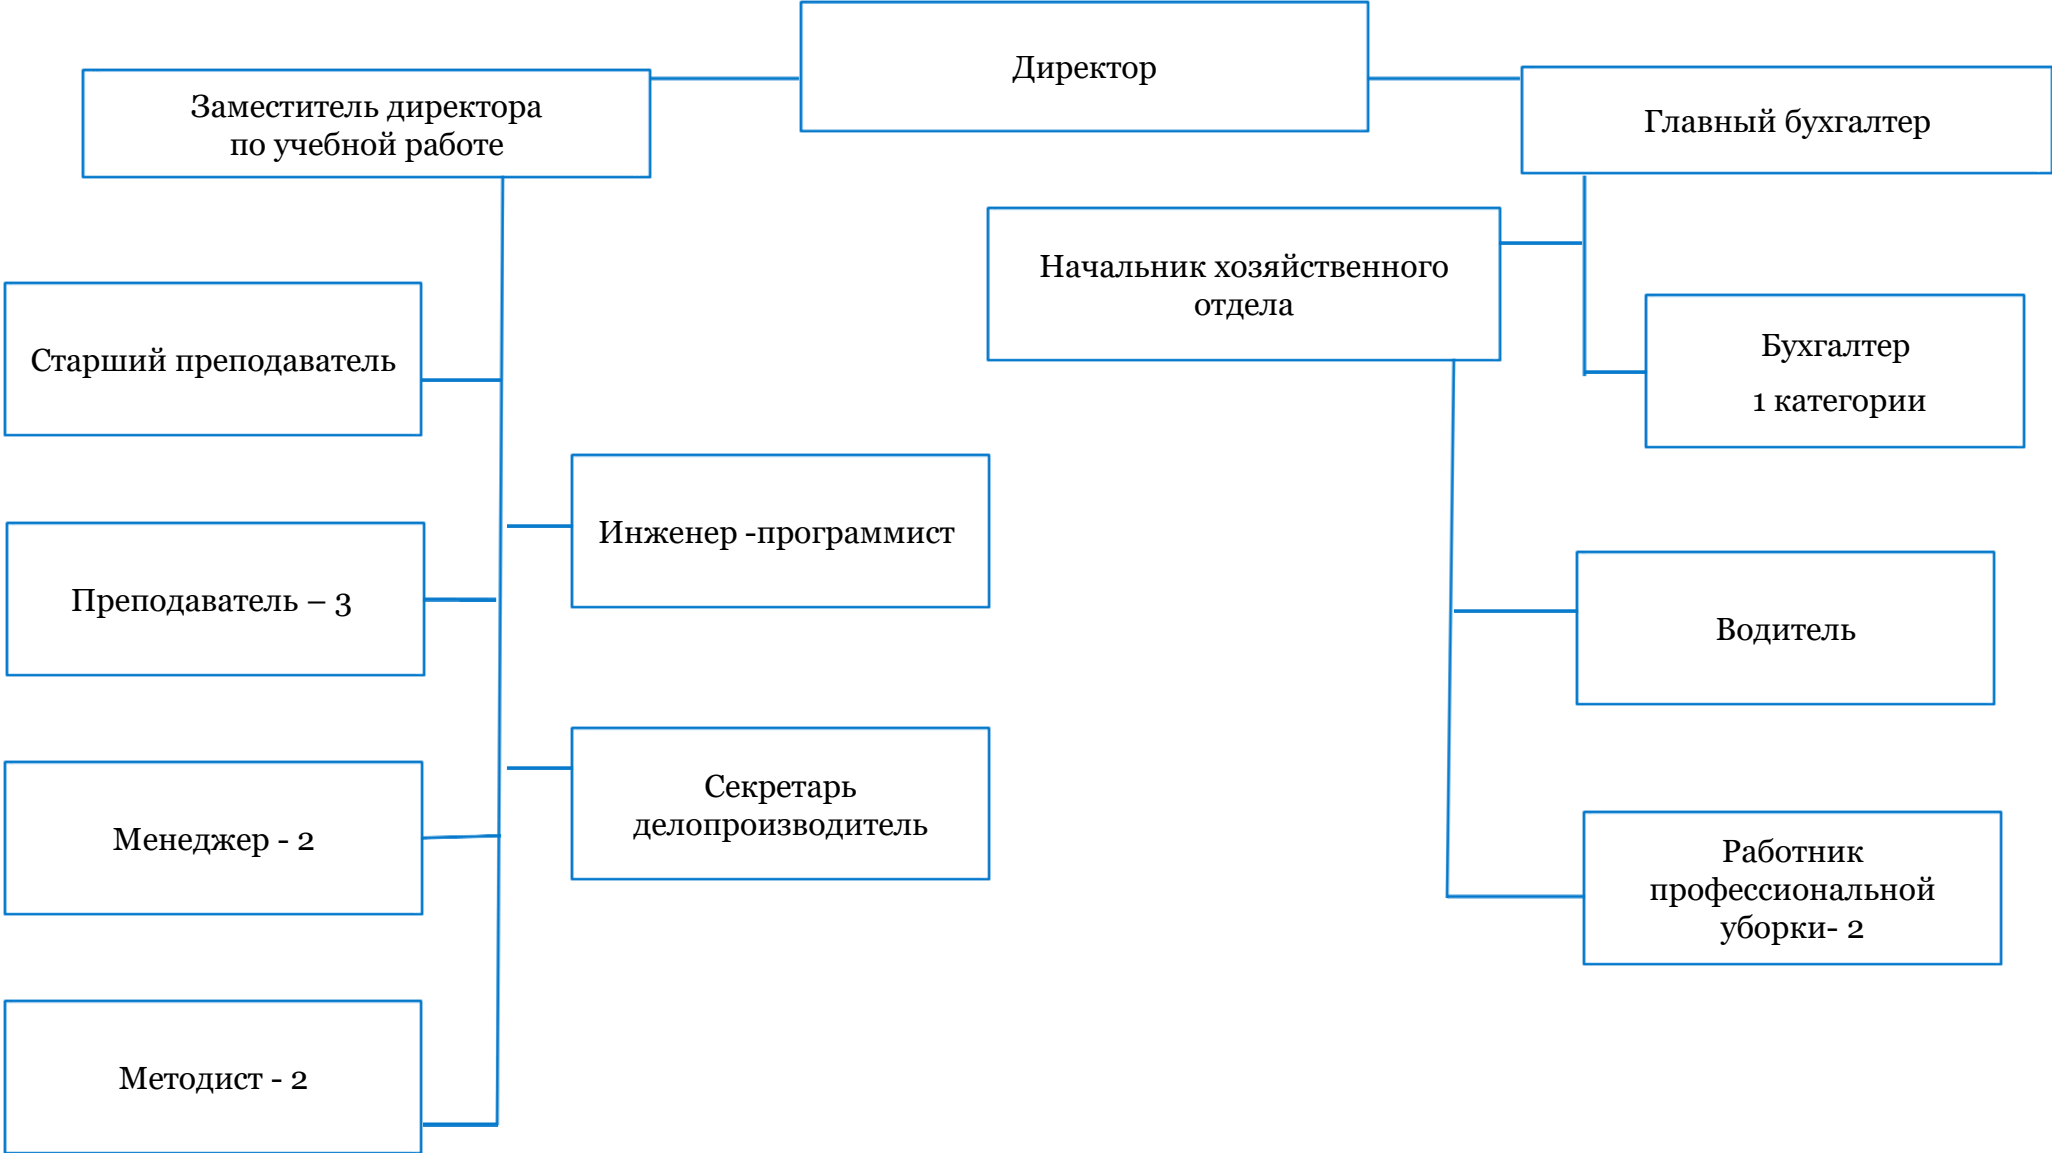 Директор
Заместитель директора
по учебной работе
Главный бухгалтер
Начальник хозяйственного
отдела
Старший преподаватель
Бухгалтер
1 категории
Инженер -программист
Преподаватель – 3
Водитель
Секретарь
делопроизводитель
Менеджер - 2
Работник
профессиональной
уборки- 2
Методист - 2